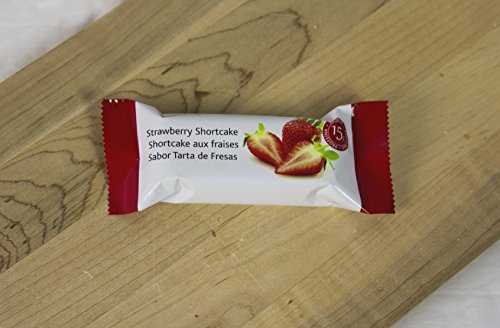 Strawberry Shortcake
Shortcake aux fraises
Sabor Tarta de Fresas
15